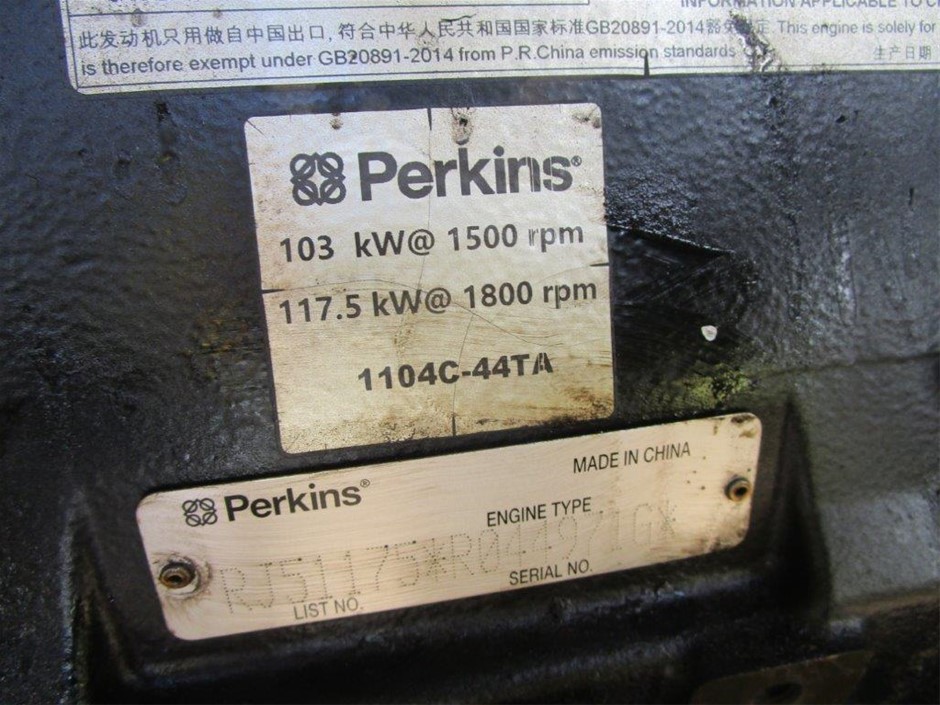 INFORMATION APPLICABLE TO
此发动机只用做自中国出口,符合中华人民共和国国家标准GB20891-2014豁免规定. This engine is solely for
is therefore exempt under GB20891-2014 from P.R.China emission standards
生产日期
Perkins®
103 kW@ 1500 rpm
117.5 kW@ 1800 rpm
1104C-44TA
MADE IN CHINA
Perkins®
ENGINE TYPE
RJ51175*R044971G*
SERIAL NO.
LIST NO.